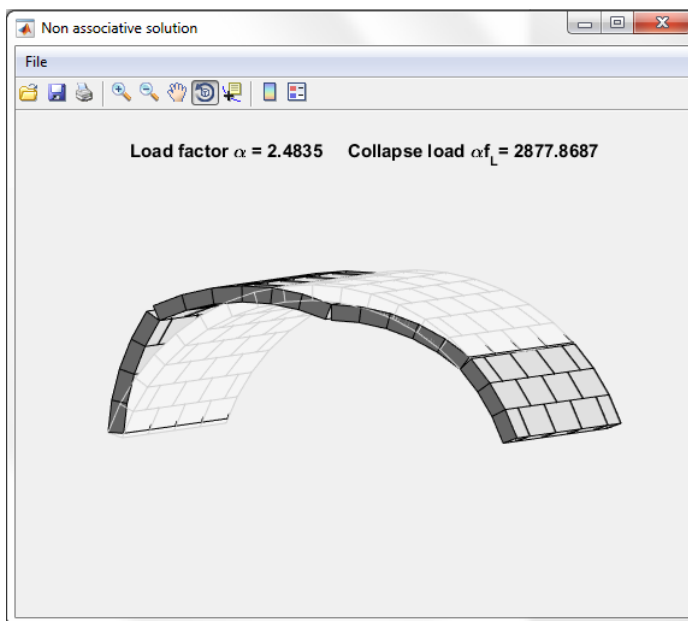 Non associative solution
File
Load factor α = 2.4835 Collapse load αf_L= 2877.8687